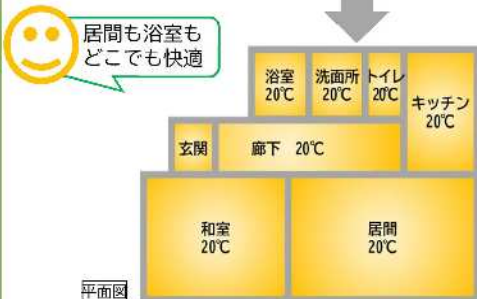 居間も浴室も
どこでも快適
浴室
20℃
洗面所
20℃
トイレ
20℃
キッチン
20℃
玄関
廊下 20℃
和室
20℃
居間
20℃
平面図